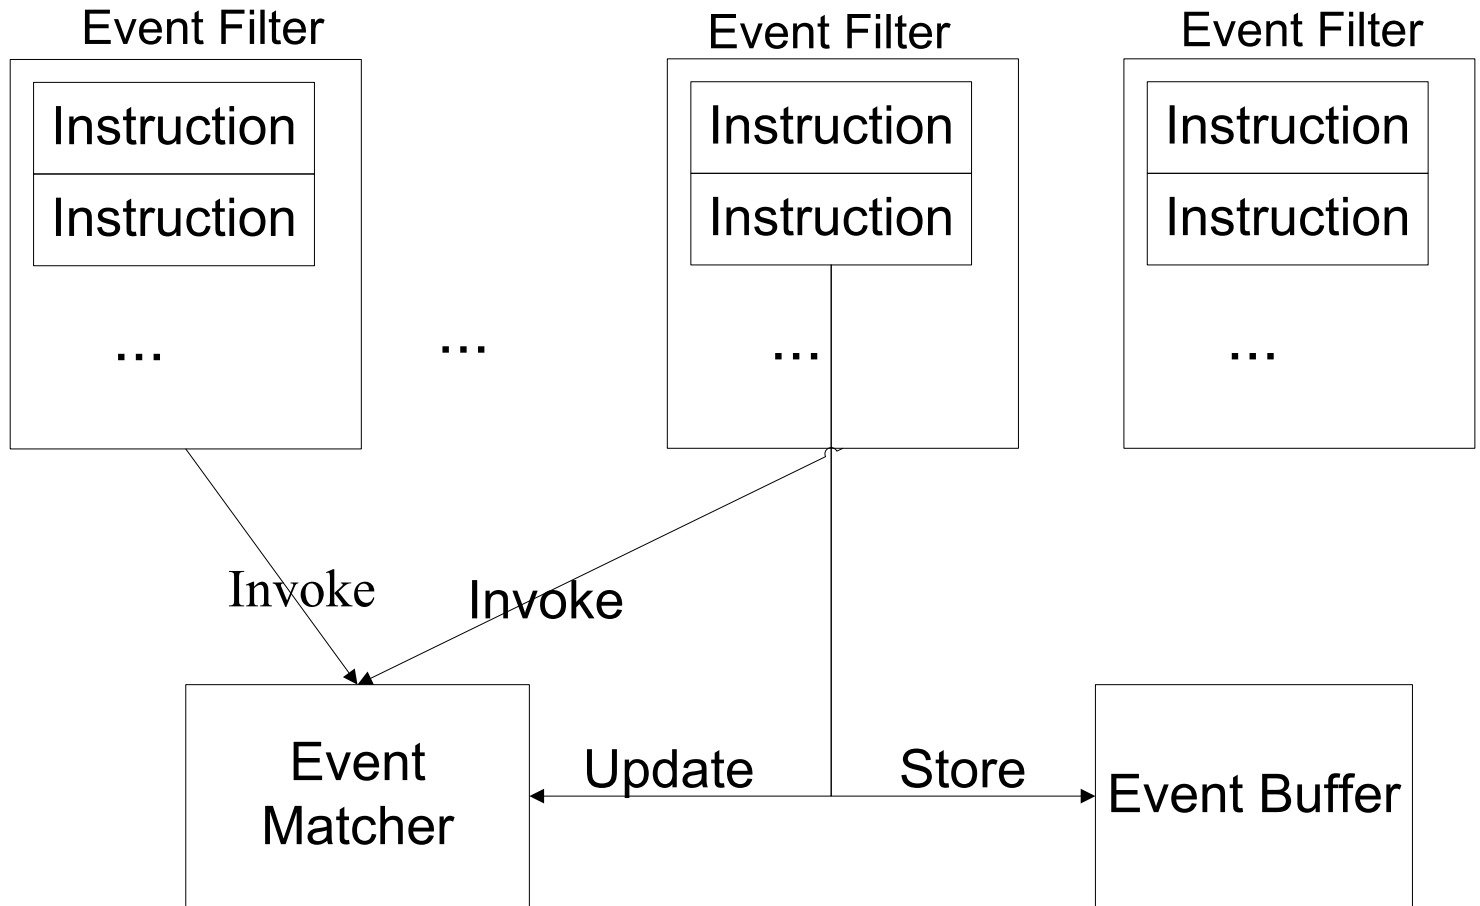 Event Filter
Event Filter
Event Filter
Instruction
Instruction
Instruction
Instruction
Instruction
Instruction
...
...
...
...
Invoke
Invoke
Event
Matcher
Update
Store
Event Buffer